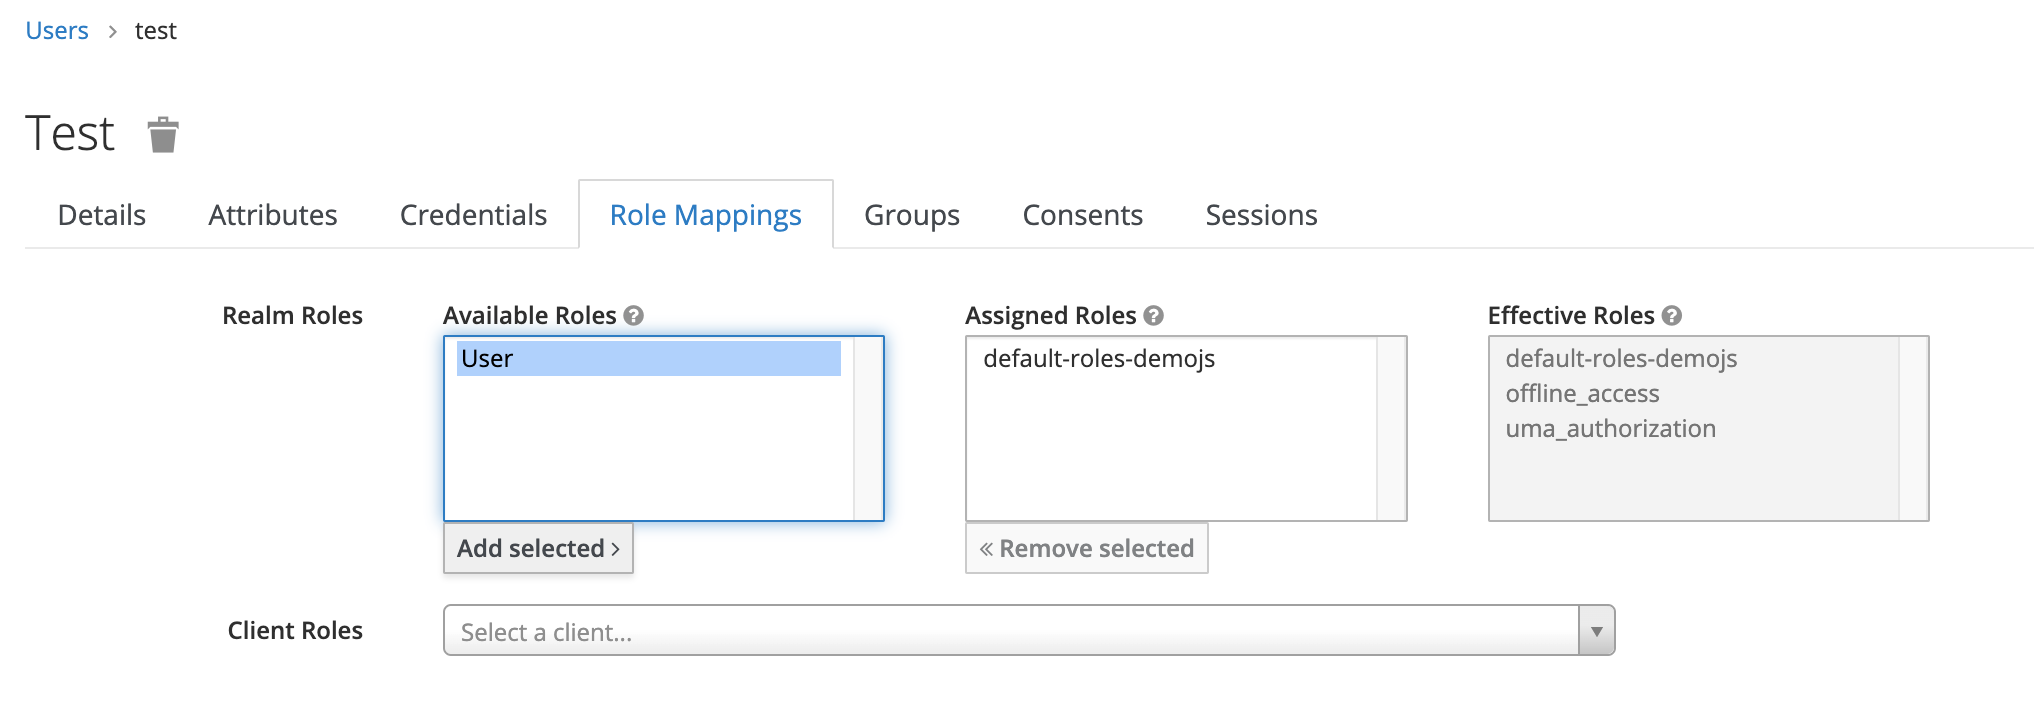 Users > test
Test
Details Attributes Credentials Role Mappings Groups Consents Sessions
Realm Roles Available Roles ? Assigned Roles ? Effective Roles ?
User default-roles-demojs default-roles-demojs
offline_access
uma_authorization
Add selected > « Remove selected
Client Roles Select a client...